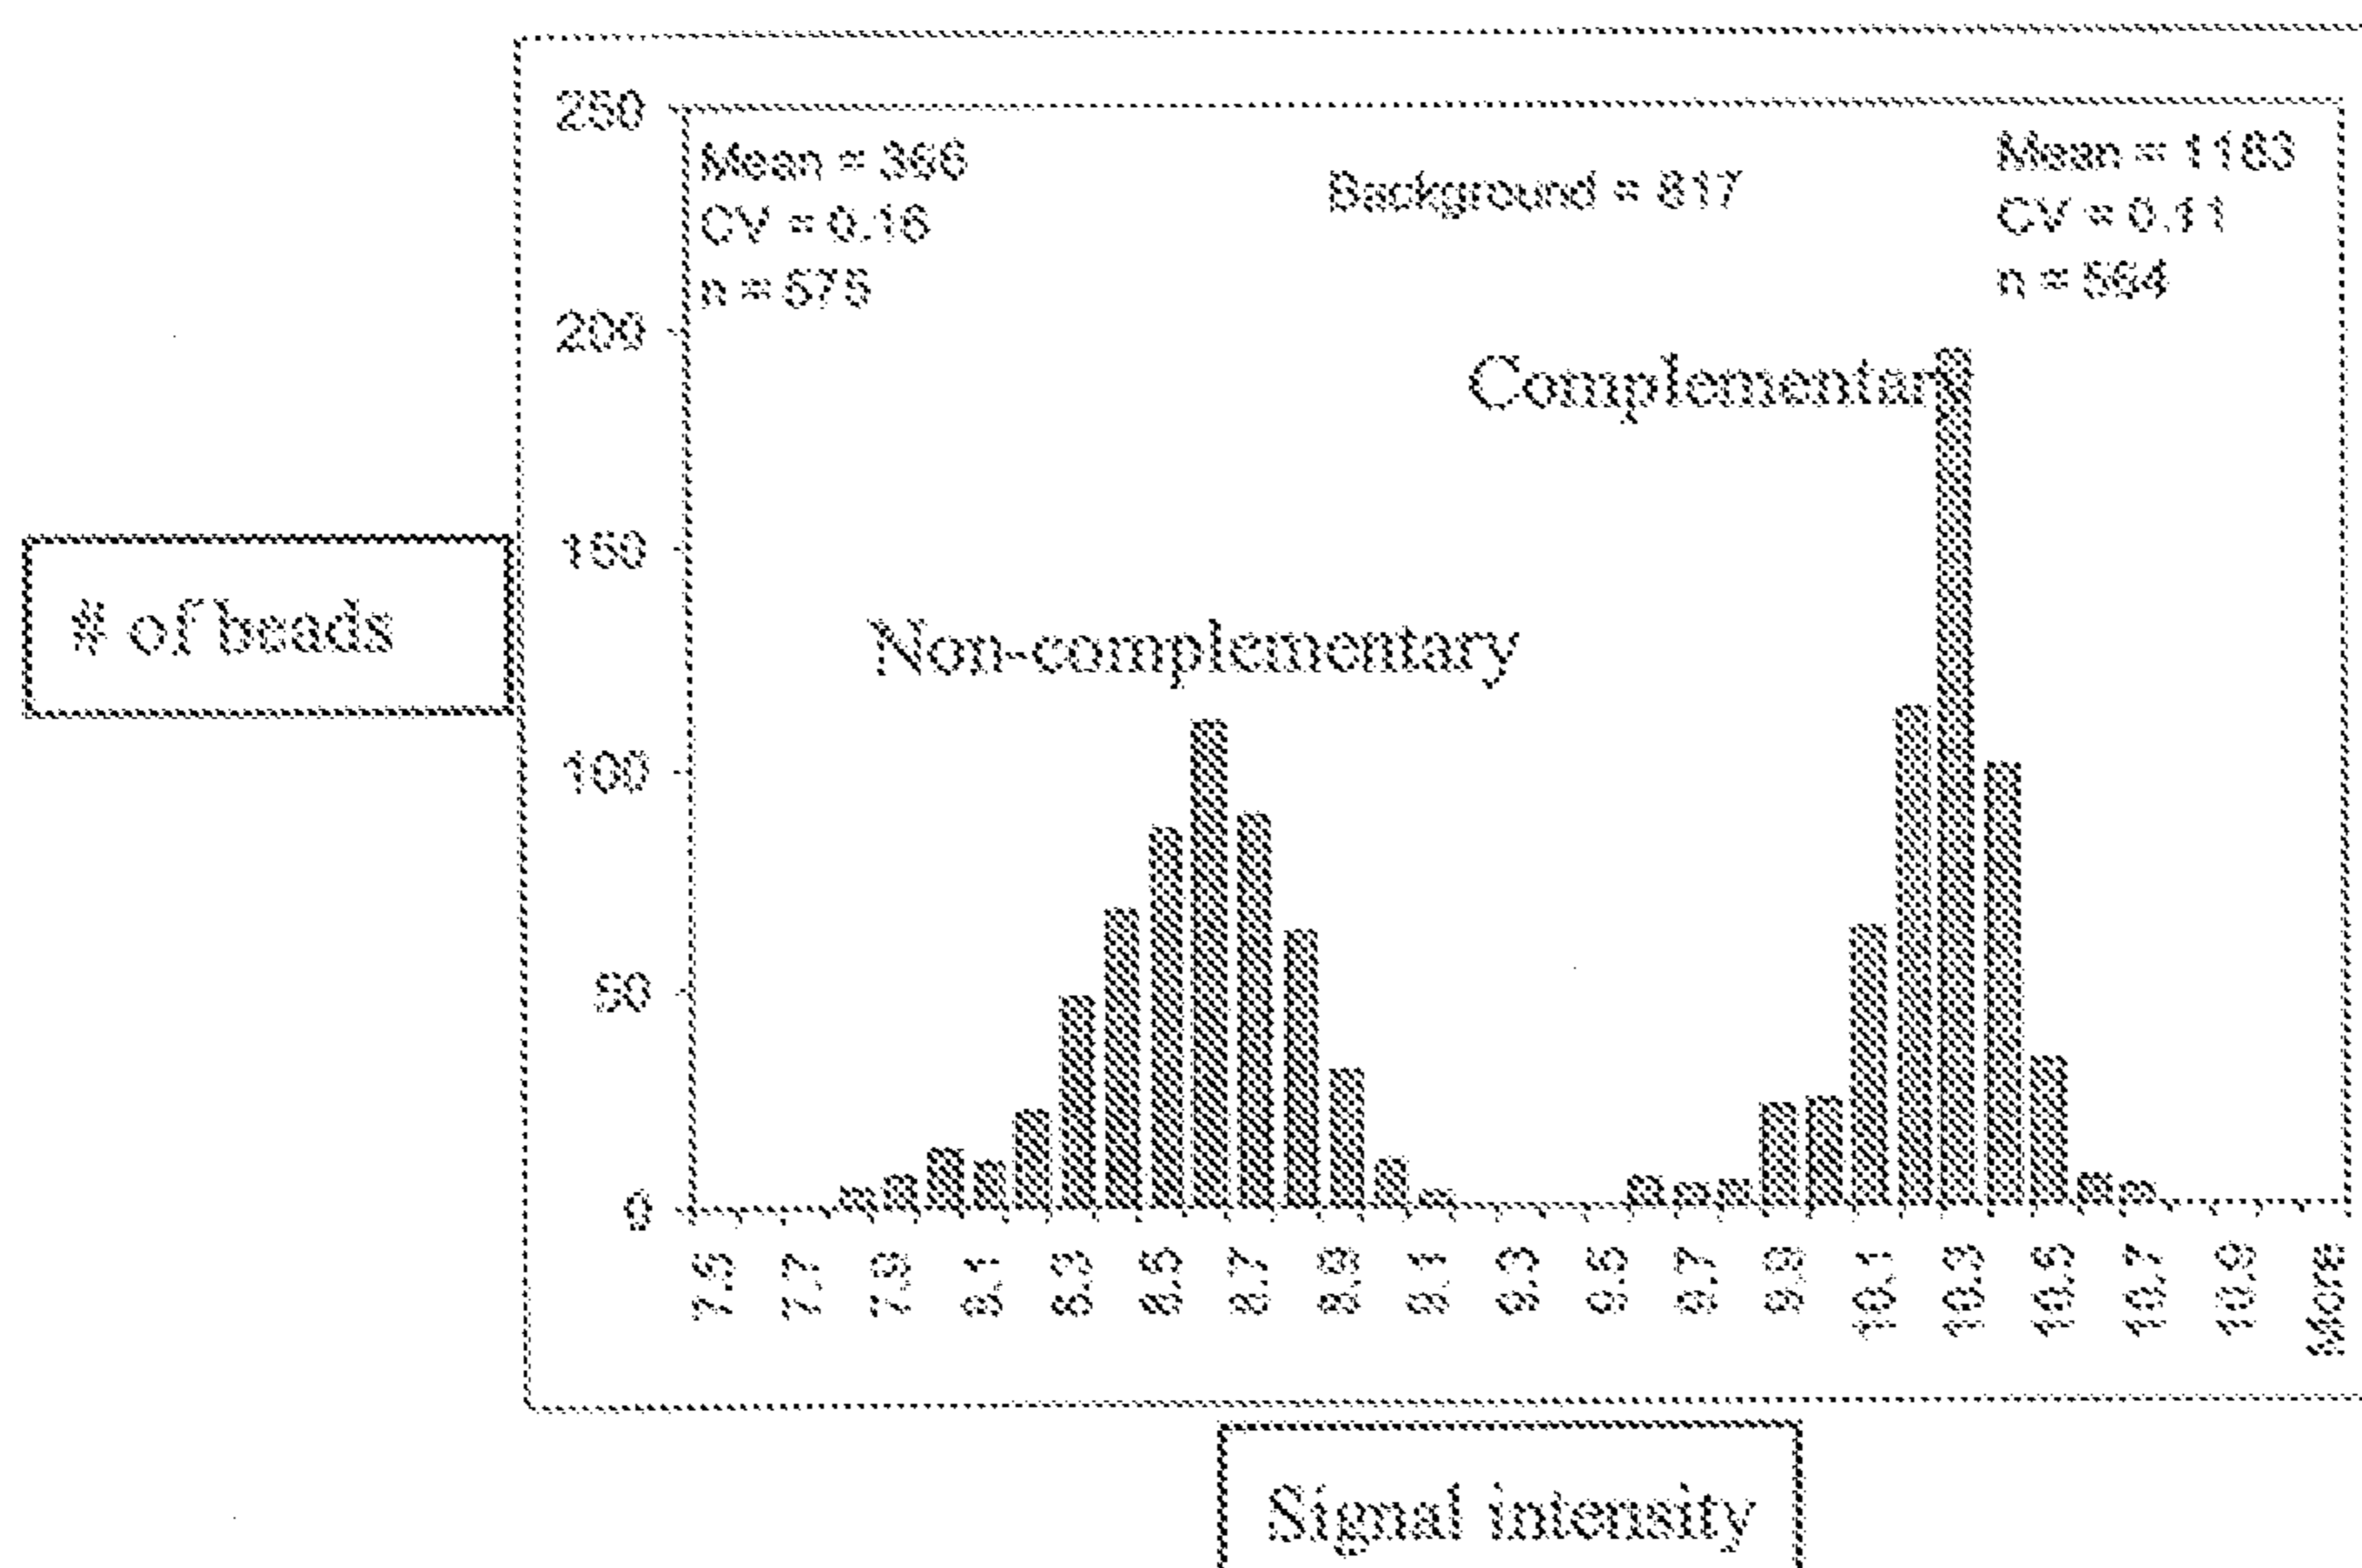 250
Mean =
CV = 0.16
n =
Background = 817
Mean = 1183
CV = 0.11
n = 564
200
Complementary
150
# of beads
Non-complementary
100
50
0
7.5 7.7 7.9 8.1 8.3 8.5 8.7 8.9 9.1 9.3 9.5 9.7 9.9 10.1 10.3 10.5 10.7 10.9 More
Signal intensity